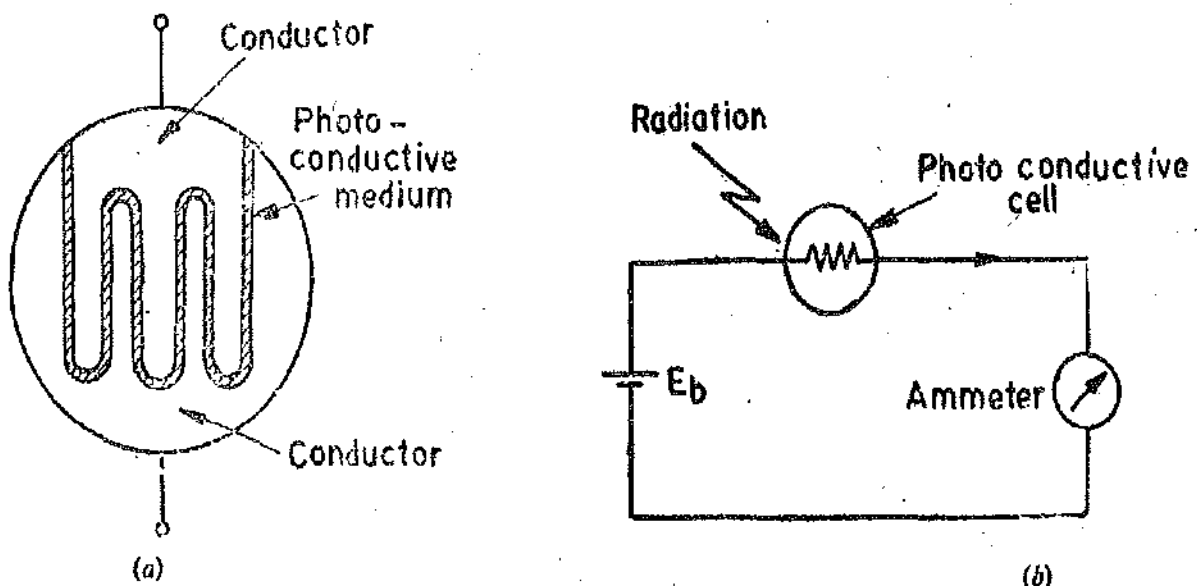 Conductor
Photo-
conductive
medium
Conductor
(a)
Radiation
Photo conductive
cell
Eb
Ammeter
(b)